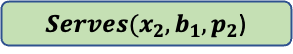 Serves(x₂, b₁, p₂)